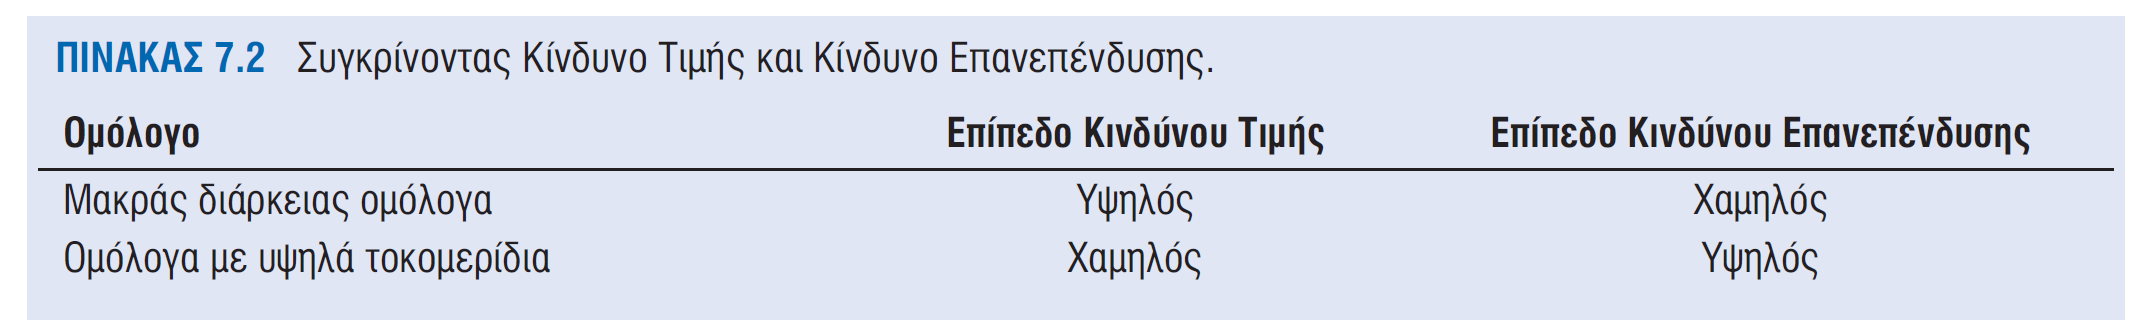 ΠΙΝΑΚΑΣ 7.2 Συγκρίνοντας Κίνδυνο Τιμής και Κίνδυνο Επανεπένδυσης.
Ομόλογο Επίπεδο Κινδύνου Τιμής Επίπεδο Κινδύνου Επανεπένδυσης
Μακράς διάρκειας ομόλογα Υψηλός Χαμηλός
Ομόλογα με υψηλά τοκομερίδια Χαμηλός Υψηλός